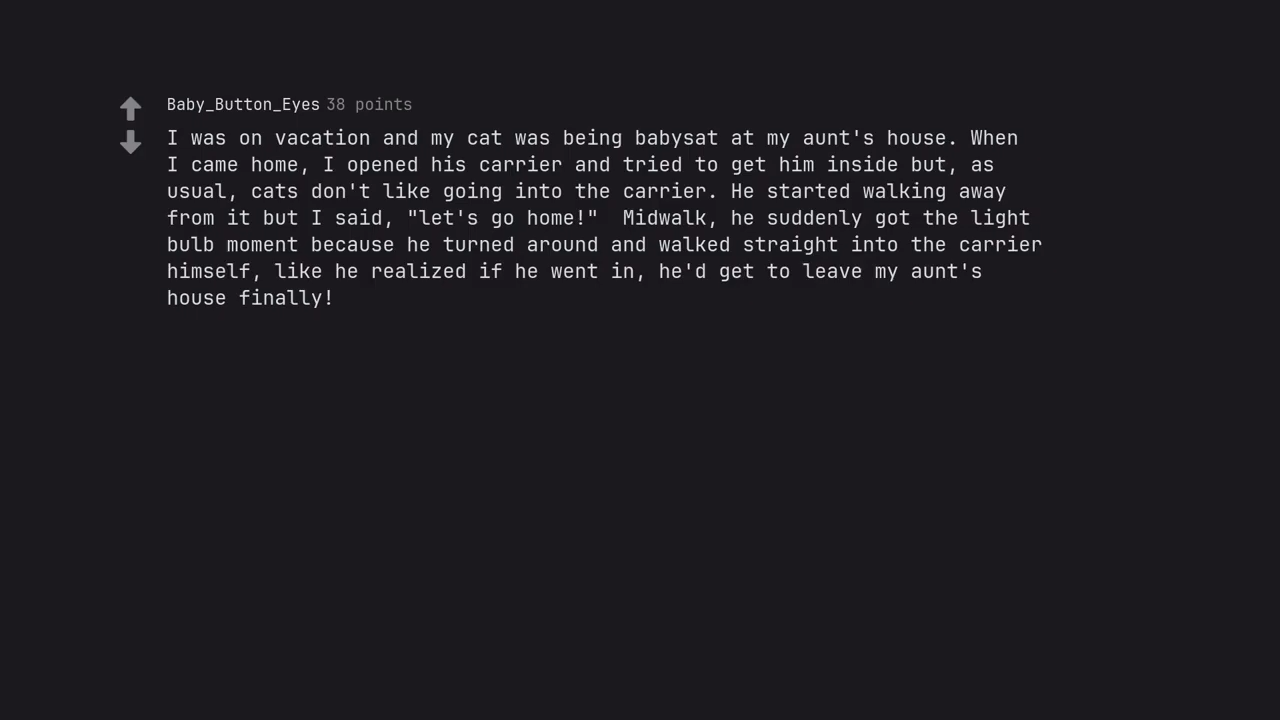 Baby_Button_Eyes 38 points
I was on vacation and my cat was being babysat at my aunt's house. When
I came home, I opened his carrier and tried to get him inside but, as
usual, cats don't like going into the carrier. He started walking away
from it but I said, "let's go home!"  Midwalk, he suddenly got the light
bulb moment because he turned around and walked straight into the carrier
himself, like he realized if he went in, he'd get to leave my aunt's
house finally!